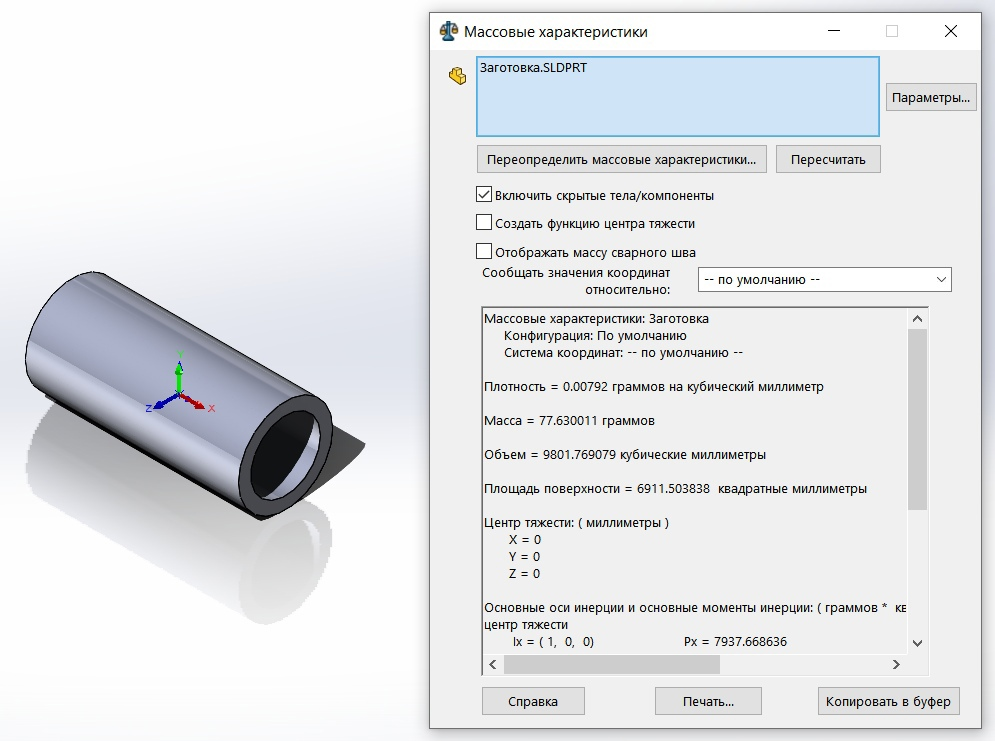 Массовые характеристики
Заготовка.SLDPRT
Параметры...
Переопределить массовые характеристики...
Пересчитать
Включить скрытые тела/компоненты
Создать функцию центра тяжести
Отображать массу сварного шва
Сообщать значения координат
относительно:
-- по умолчанию --
Массовые характеристики: Заготовка
Конфигурация: По умолчанию
Система координат: -- по умолчанию --
Плотность = 0.00792 граммов на кубический миллиметр
Масса = 77.630011 граммов
Объем = 9801.769079 кубические миллиметры
Площадь поверхности = 6911.503838 квадратные миллиметры
Центр тяжести: ( миллиметры )
X = 0
Y = 0
Z = 0
Основные оси инерции и основные моменты инерции: ( граммов * кв
центр тяжести
Ix = ( 1, 0, 0) Px = 7937.668636
Справка
Печать...
Копировать в буфер
Y
Z
X